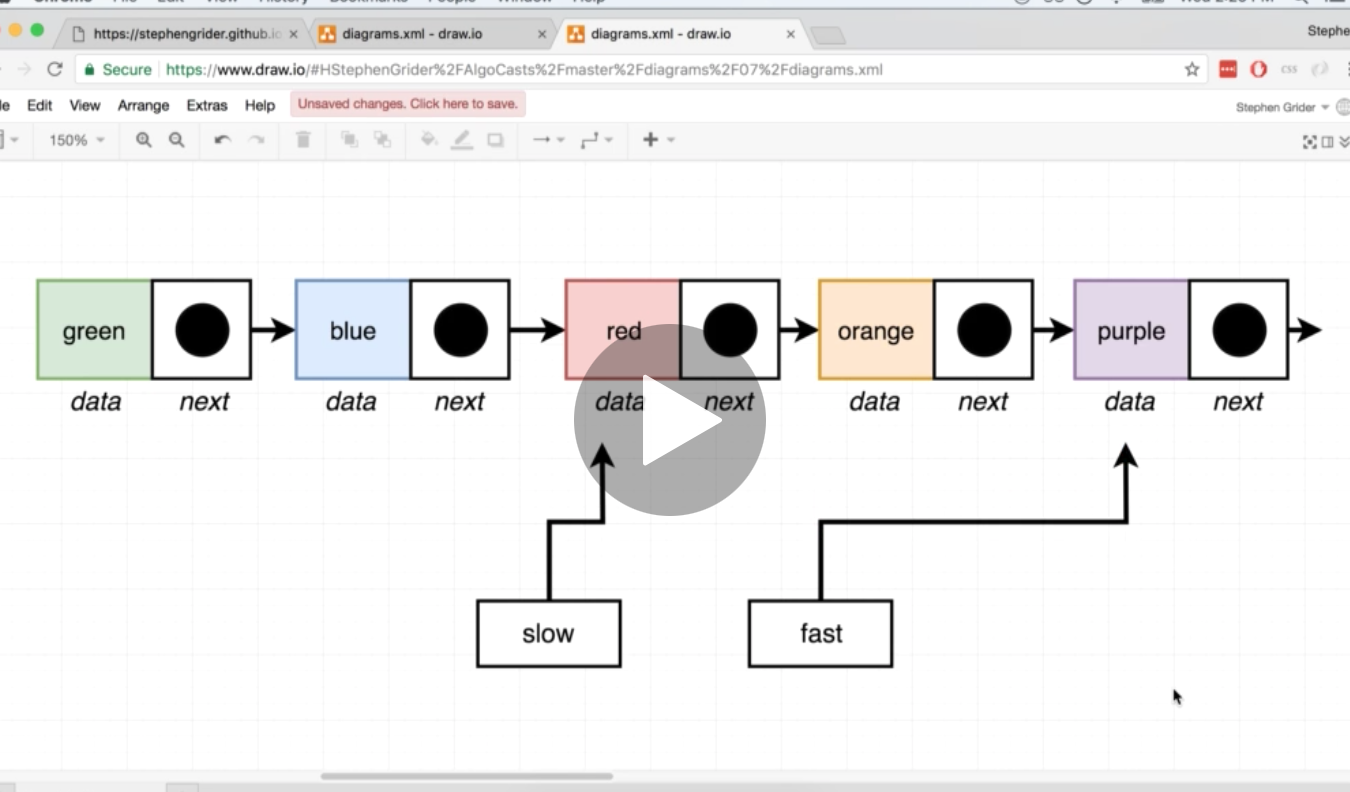 https://stephengrider.github.io
diagrams.xml - draw.io
diagrams.xml - draw.io
Stephe
Secure
https://www.draw.io/#HStephenGrider%2FAlgoCasts%2Fmaster%2Fdiagrams%2F07%2Fdiagrams.xml
css
Edit View Arrange Extras Help
Unsaved changes. Click here to save.
Stephen Grider
150%
green
blue
red
orange
purple
data next
data next
data next
data next
data next
slow
fast